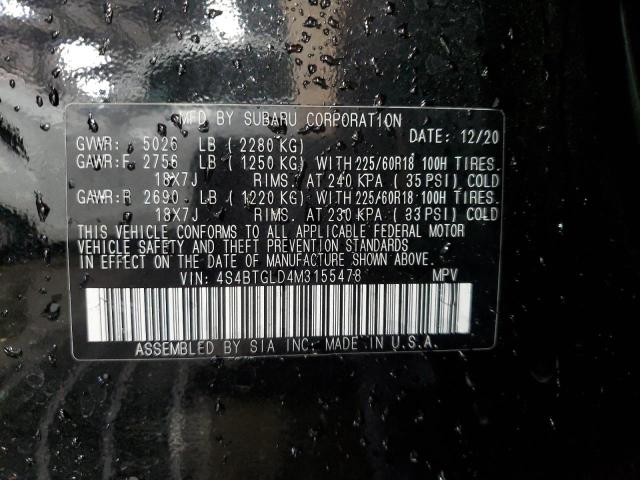 MFD BY SUBARU CORPORATION
DATE: 12/20
GVWR: 5026 LB (2280 KG)
GAWR:F 2756 LB (1250 KG) WITH 225/60R18 100H TIRES.
18X7J RIMS. AT 240 KPA (35 PSI) COLD
GAWR:R 2690 LB (1220 KG) WITH 225/60R18 100H TIRES.
18X7J RIMS. AT 230 KPA (33 PSI) COLD
THIS VEHICLE CONFORMS TO ALL APPLICABLE FEDERAL MOTOR
VEHICLE SAFETY AND THEFT PREVENTION STANDARDS
IN EFFECT ON THE DATE OF MANUFACTURE SHOWN ABOVE.
VIN: 4S4BTGLD4M3155478 MPV
ASSEMBLED BY SIA INC. MADE IN U.S.A.